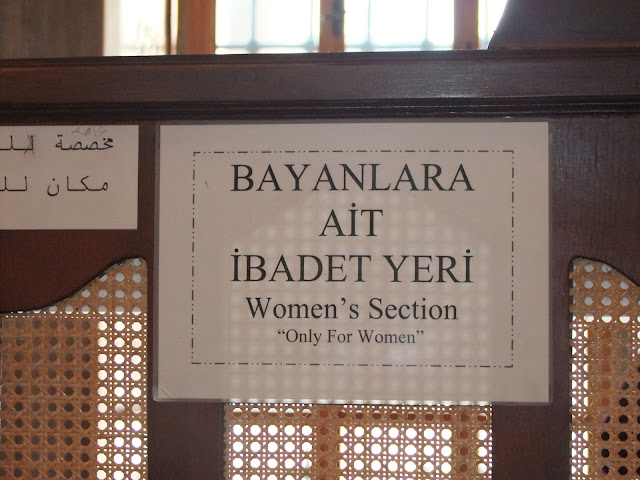 مخصصة
مكان
BAYANLARA
AİT
İBADET YERİ
Women’s Section
“Only For Women”